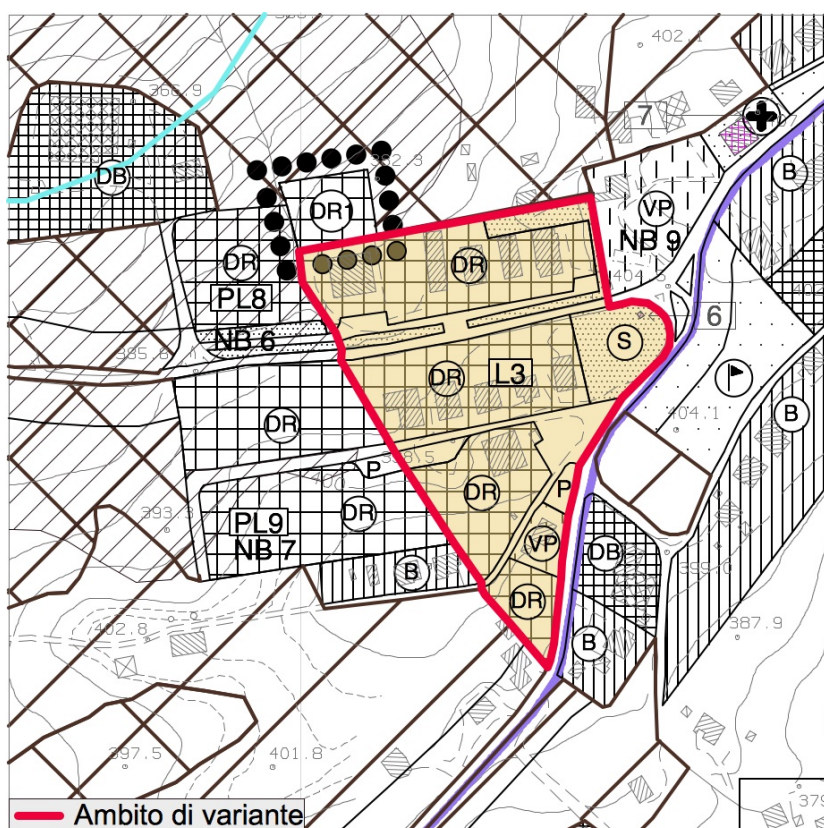 402.1
366.9
7
DB
382.3
DR1
VP
B
NB 9
DR
DR
PL8
404.5
6
NB 6
S
385.8
DR
L3
B
404.1
DR
P
398.5
400
DR
P
DR
393.3
PL9
NB 7
VP
DB
399.0
B
DR
387.9
402.8
B
397.5
401.8
379
Ambito di variante